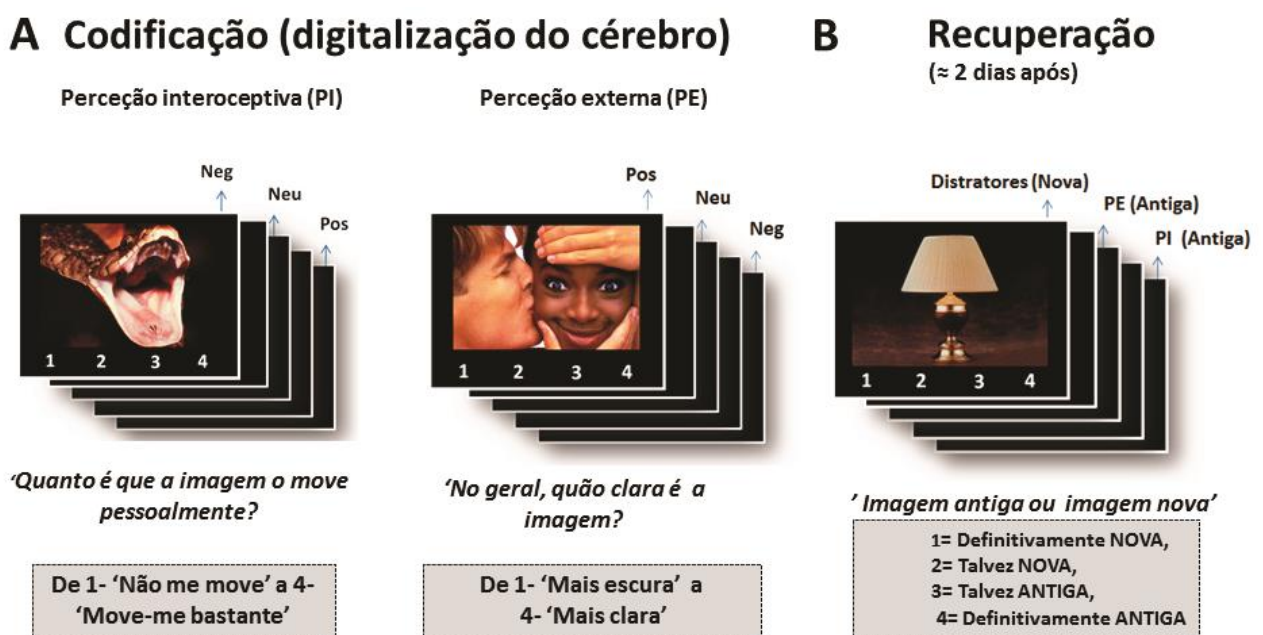 A Codificação (digitalização do cérebro)
Perceção interoceptiva (PI)
Perceção externa (PE)
Neg
Neu
Pos
1 2 3 4
Pos
Neu
Neg
1 2 3 4
'Quanto é que a imagem o move
pessoalmente?
'No geral, quão clara é a
imagem?
De 1- 'Não me move' a 4-
'Move-me bastante'
De 1- 'Mais escura' a
4- 'Mais clara'
B Recuperação
(≈ 2 dias após)
Distratores (Nova)
PE (Antiga)
PI (Antiga)
1 2 3 4
' Imagem antiga ou imagem nova'
1= Definitivamente NOVA,
2= Talvez NOVA,
3= Talvez ANTIGA,
4= Definitivamente ANTIGA